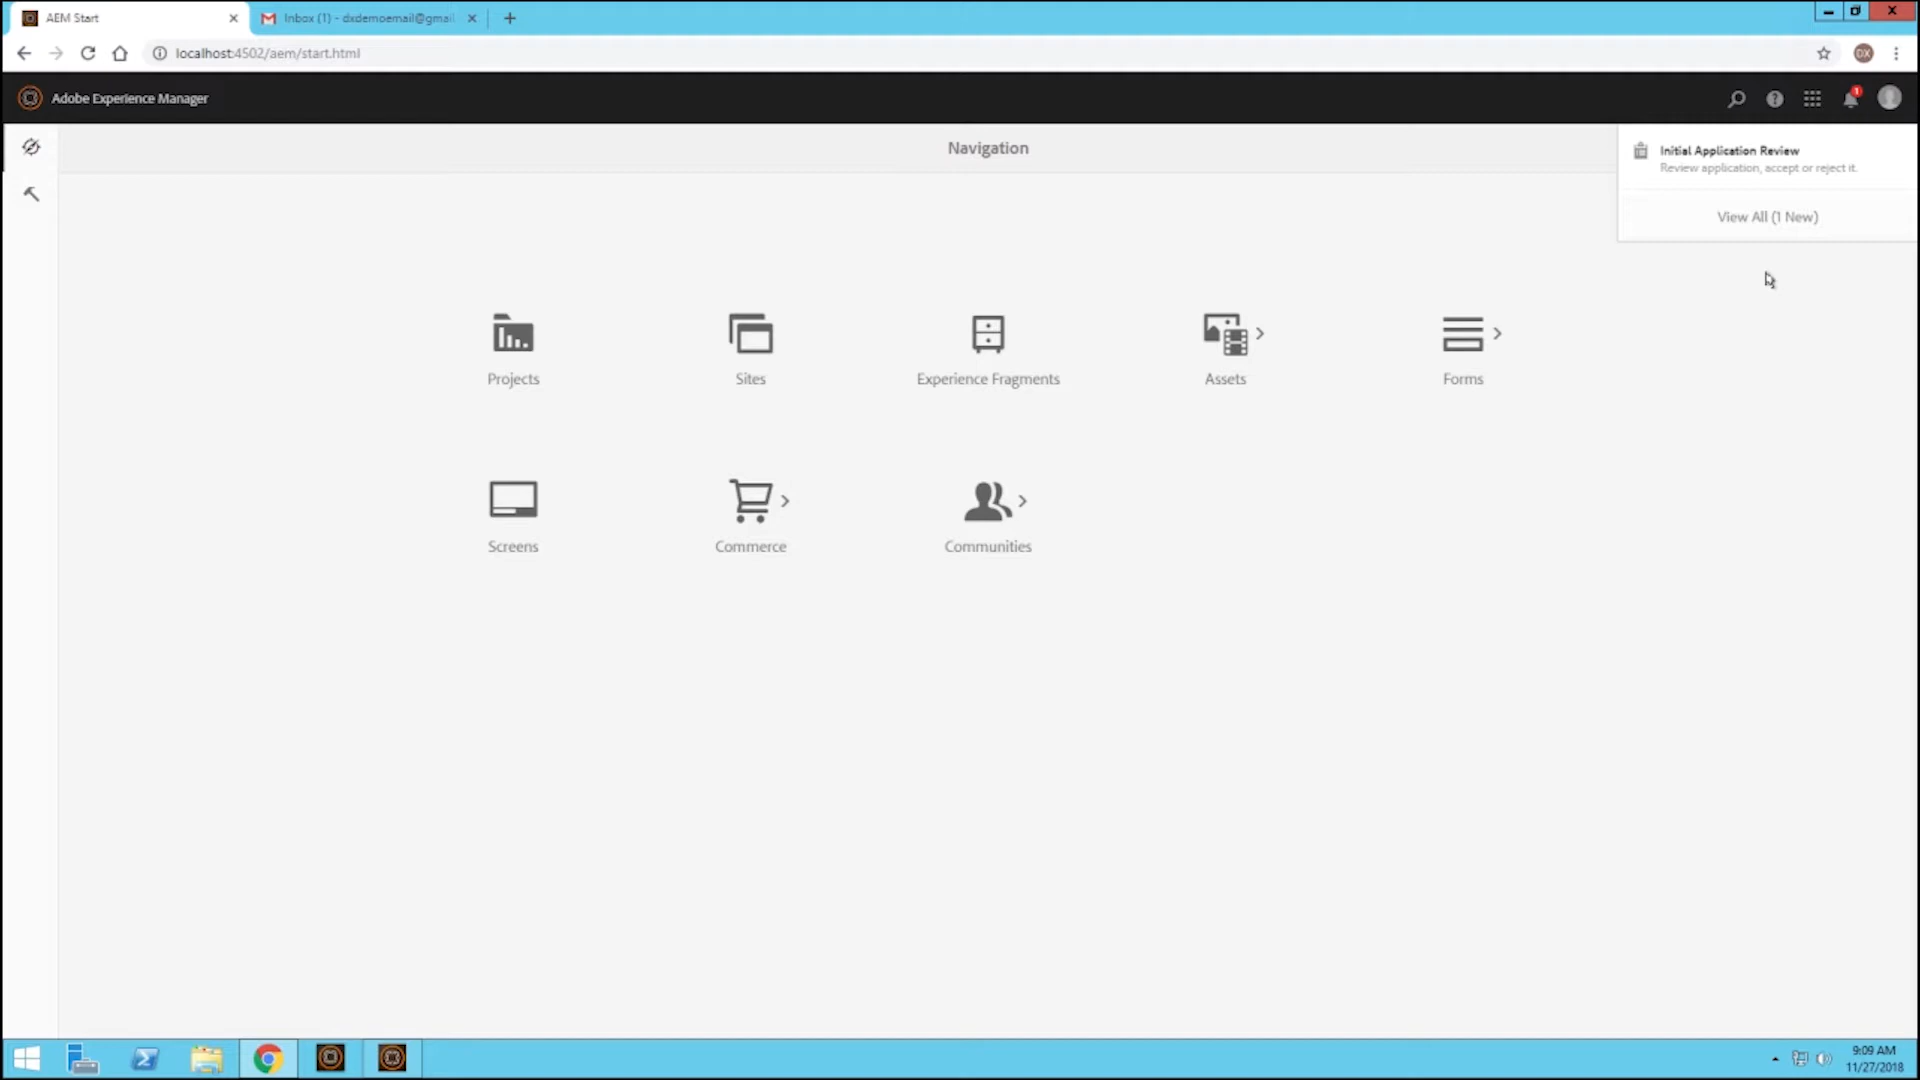 AEM Start
Inbox (1) - dxdemoemail@gmail
localhost:4502/aem/start.html
DX
Adobe Experience Manager
1
Navigation
Initial Application Review
Review application, accept or reject it.
View All (1 New)
Projects
Sites
Experience Fragments
Assets
Forms
Screens
Commerce
Communities
9:09 AM
11/27/2018